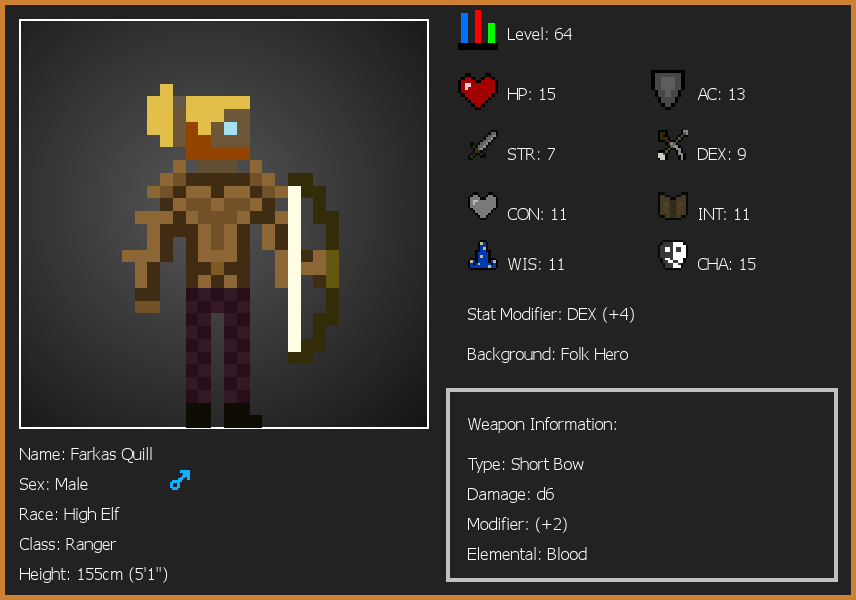 Level: 64
HP: 15
AC: 13
STR: 7
DEX: 9
CON: 11
INT: 11
WIS: 11
CHA: 15
Stat Modifier: DEX (+4)
Background: Folk Hero
Weapon Information:
Type: Short Bow
Damage: d6
Modifier: (+2)
Elemental: Blood
Name: Farkas Quill
Sex: Male
Race: High Elf
Class: Ranger
Height: 155cm (5'1")